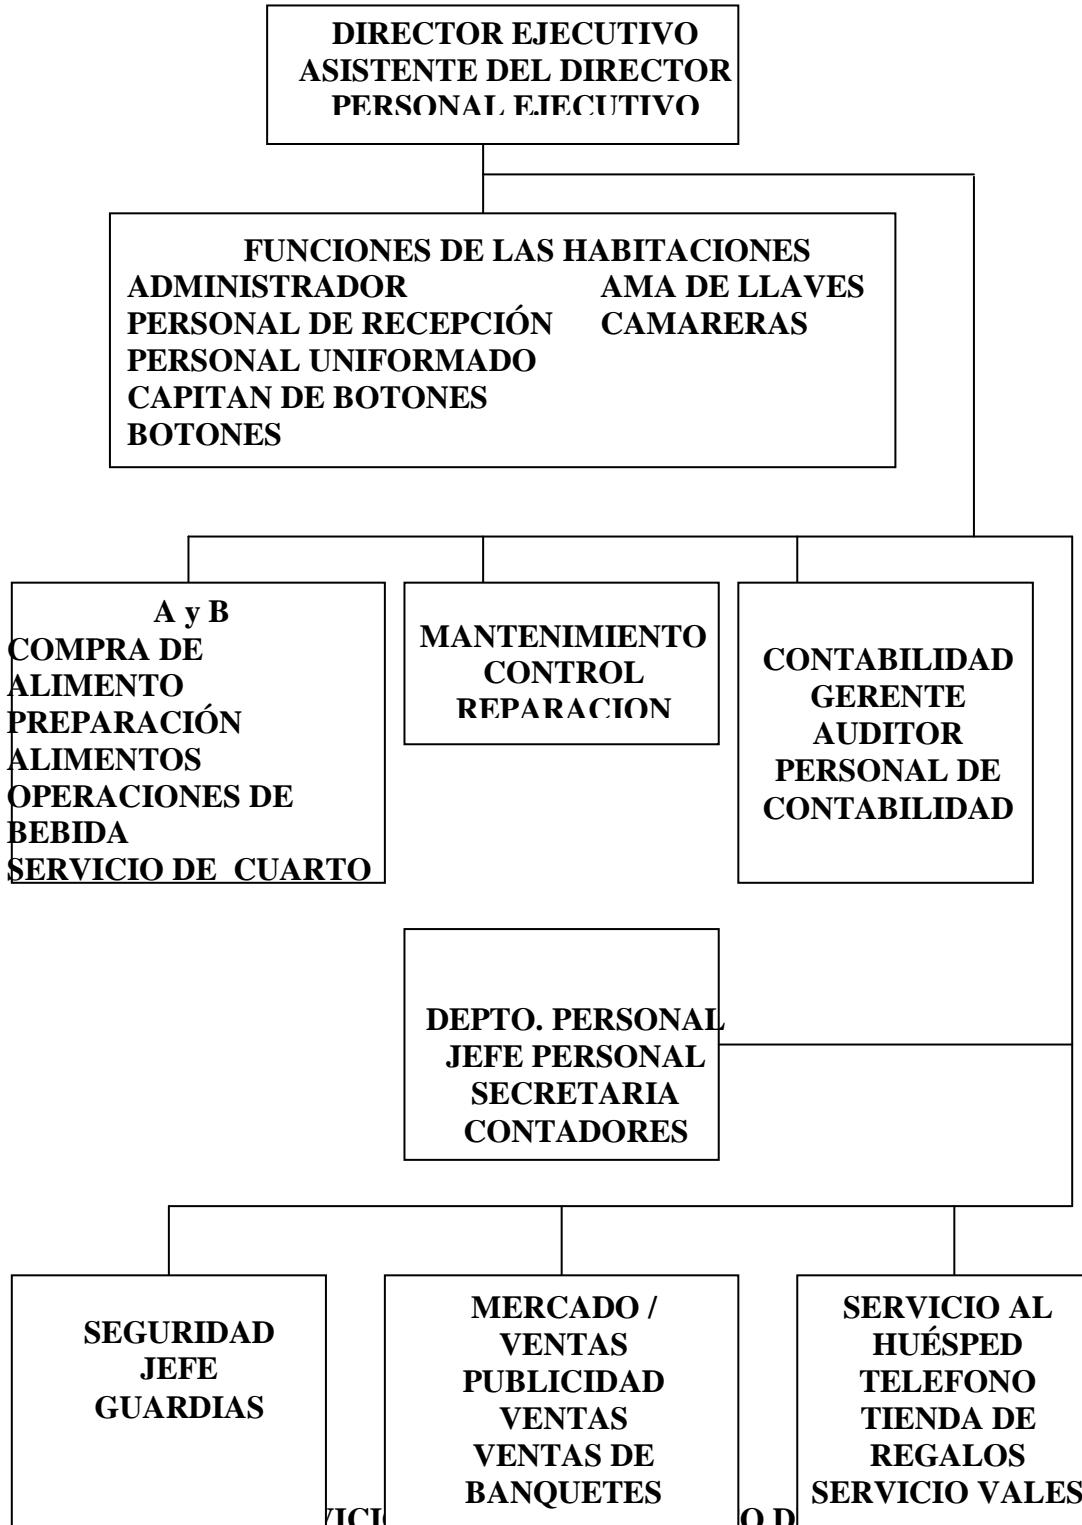 DIRECTOR EJECUTIVO
ASISTENTE DEL DIRECTOR
PERSONAL EJECUTIVO
FUNCIONES DE LAS HABITACIONES
ADMINISTRADOR AMA DE LLAVES
PERSONAL DE RECEPCIÓN CAMARERAS
PERSONAL UNIFORMADO
CAPITAN DE BOTONES
BOTONES
A y B
COMPRA DE
ALIMENTO
PREPARACIÓN
ALIMENTOS
OPERACIONES DE
BEBIDA
SERVICIO DE CUARTO
MANTENIMIENTO
CONTROL
REPARACION
CONTABILIDAD
GERENTE
AUDITOR
PERSONAL DE
CONTABILIDAD
DEPTO. PERSONAL
JEFE PERSONAL
SECRETARIA
CONTADORES
SEGURIDAD
JEFE
GUARDIAS
MERCADO /
VENTAS
PUBLICIDAD
VENTAS
VENTAS DE
BANQUETES
SERVICIO AL
HUÉSPED
TELEFONO
TIENDA DE
REGALOS
SERVICIO VALES